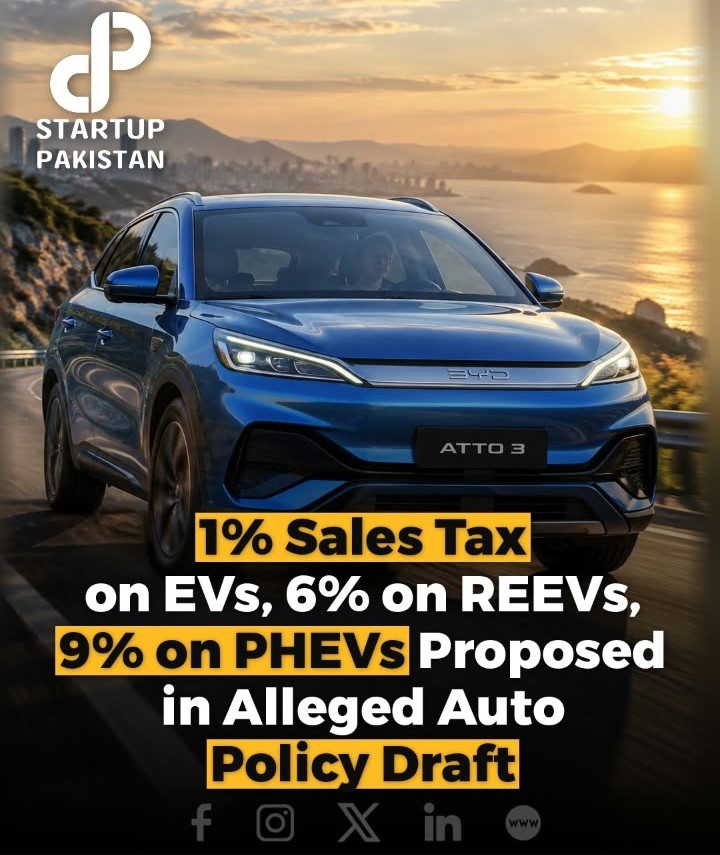 STARTUP
PAKISTAN
BYD
ATTO 3
1% Sales Tax
on EVs, 6% on REEVs,
9% on PHEVs Proposed
in Alleged Auto
Policy Draft
www